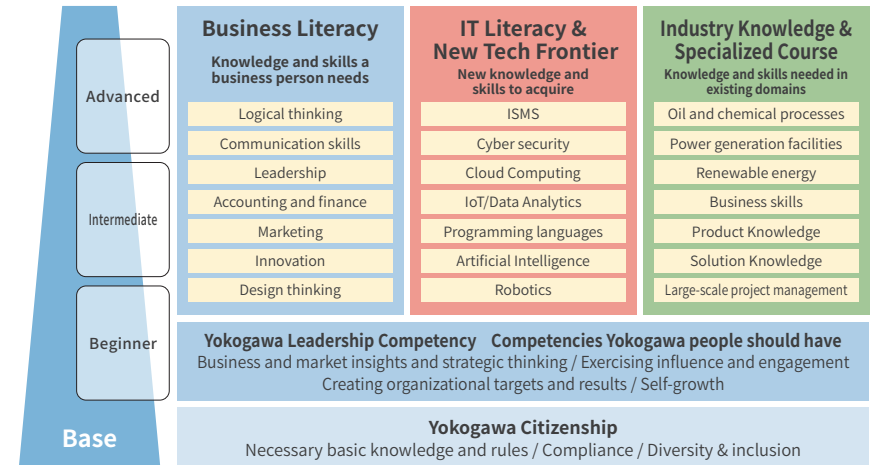 Advanced
Intermediate
Beginner
Base
Business Literacy
Knowledge and skills a
business person needs
Logical thinking
Communication skills
Leadership
Accounting and finance
Marketing
Innovation
Design thinking
IT Literacy &
New Tech Frontier
New knowledge and
skills to acquire
ISMS
Cyber security
Cloud Computing
IoT/Data Analytics
Programming languages
Artificial Intelligence
Robotics
Industry Knowledge &
Specialized Course
Knowledge and skills needed in
existing domains
Oil and chemical processes
Power generation facilities
Renewable energy
Business skills
Product Knowledge
Solution Knowledge
Large-scale project management
Yokogawa Leadership Competency Competencies Yokogawa people should have
Business and market insights and strategic thinking / Exercising influence and engagement
Creating organizational targets and results / Self-growth
Yokogawa Citizenship
Necessary basic knowledge and rules / Compliance / Diversity & inclusion